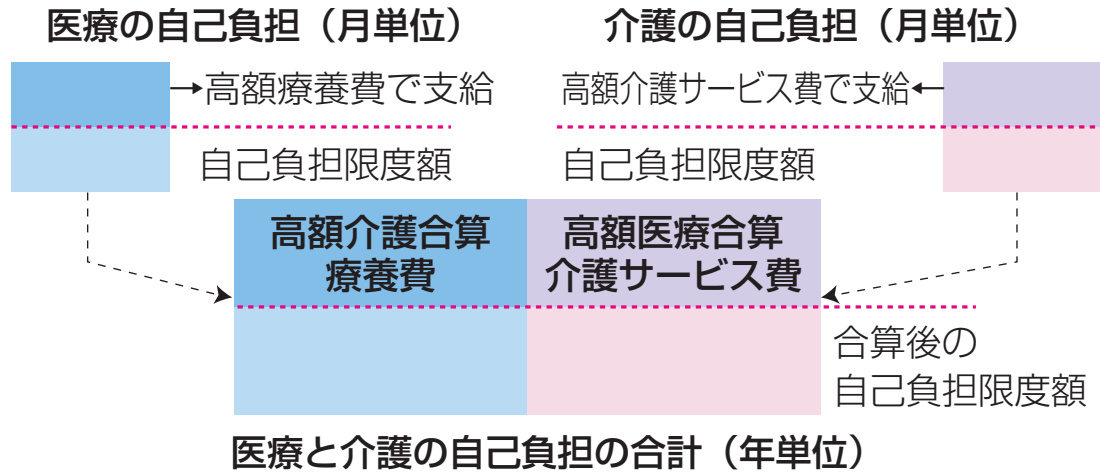 医療の自己負担（月単位）
介護の自己負担（月単位）
高額療養費で支給
高額介護サービス費で支給
自己負担限度額
自己負担限度額
高額介護合算
療養費
高額医療合算
介護サービス費
合算後の
自己負担限度額
医療と介護の自己負担の合計（年単位）